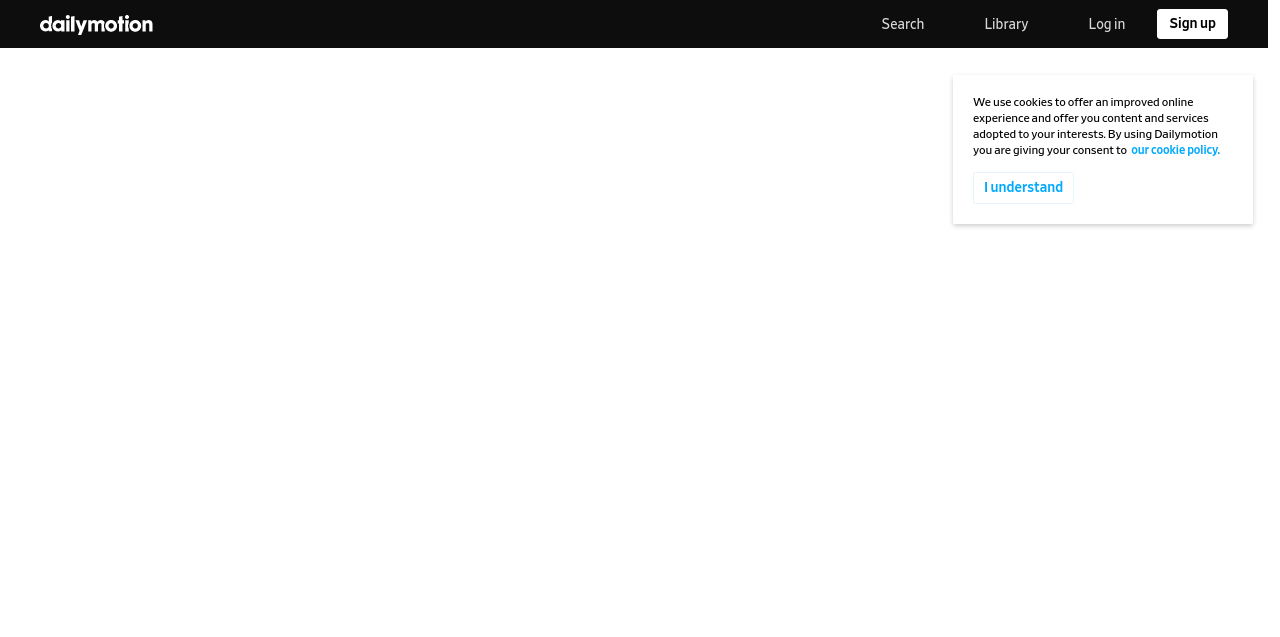 dailymotion
Search
Library
Log in
Sign up
We use cookies to offer an improved online
experience and offer you content and services
adopted to your interests. By using Dailymotion
you are giving your consent to our cookie policy.
I understand